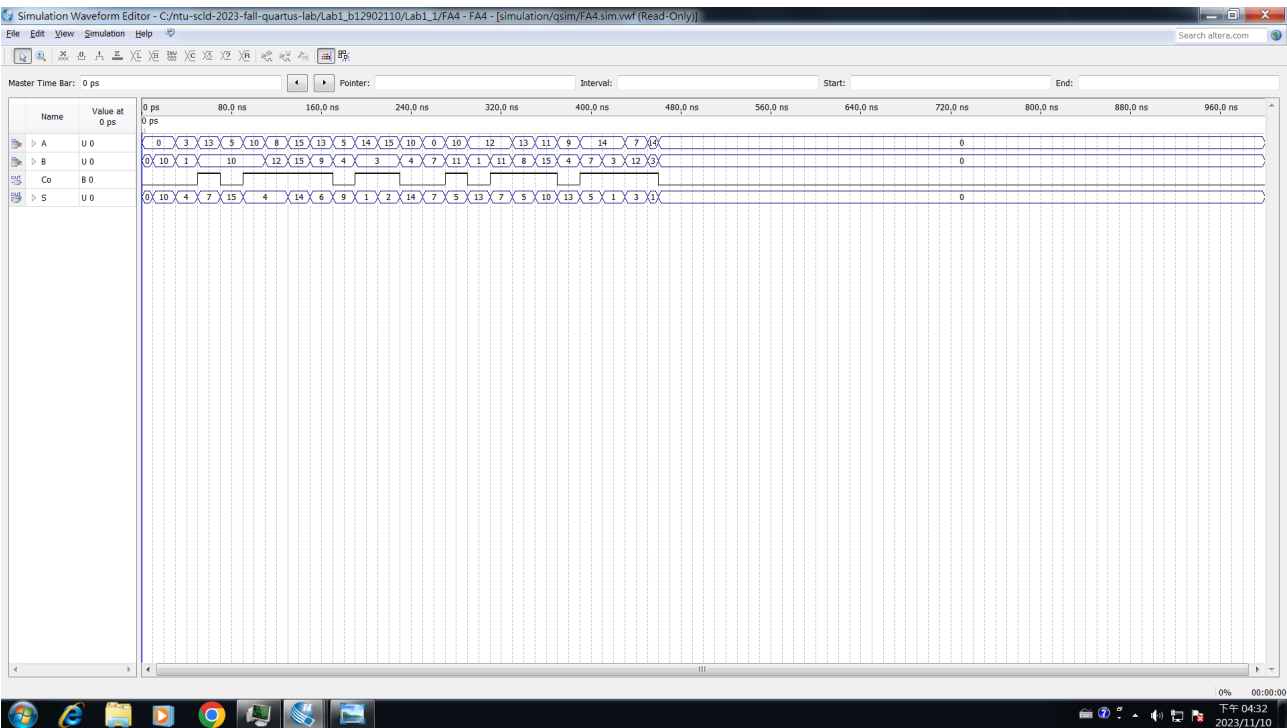 Simulation Waveform Editor - C:/ntu-scld-2023-fall-quartus-lab/Lab1_b12902110/Lab1_1/FA4 - FA4 - [simulation/qsim/FA4.sim.vwf (Read-Only)]
File Edit View Simulation Help
Search altera.com
Master Time Bar: 0 ps Pointer: Interval: Start: End:
Name Value at 0 ps
0 ps 80.0 ns 160.0 ns 240.0 ns 320.0 ns 400.0 ns 480.0 ns 560.0 ns 640.0 ns 720.0 ns 800.0 ns 880.0 ns 960.0 ns
0 ps
A U 0 0 3 13 5 10 8 15 13 5 14 15 10 0 10 12 13 11 9 14 7 14 0
B U 0 0 10 1 10 12 15 9 4 3 4 7 11 1 11 8 15 4 7 3 12 3 0
out Co B 0
out S U 0 0 10 4 7 15 4 14 6 9 1 2 14 7 5 13 7 5 10 13 5 1 3 1 0
0% 00:00:00
下午 04:32
2023/11/10